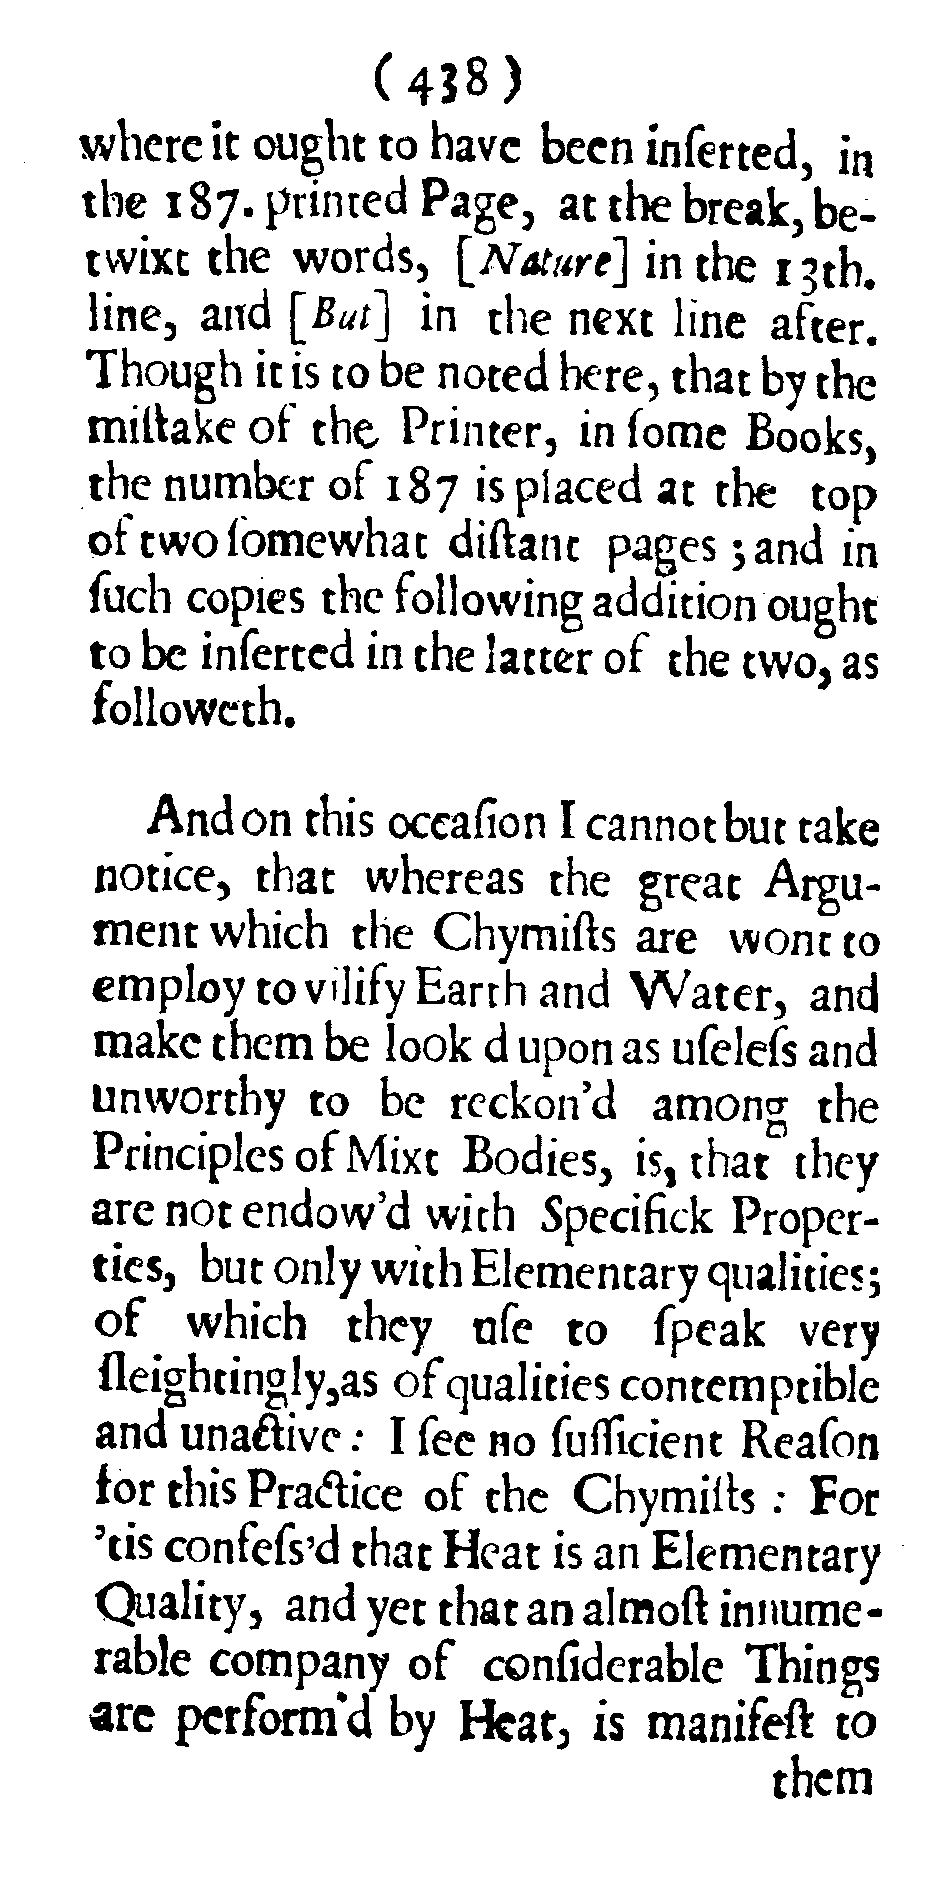 (438)
where it ought to have been inſerted, in
the 187. printed Page, at the break, be-
twixt the words, [Nature] in the 13th.
line, and [But] in the next line after.
Though it is to be noted here, that by the
miſtake of the Printer, in ſome Books,
the number of 187 is placed at the top
of two ſomewhat diſtant pages ; and in
ſuch copies the following addition ought
to be inſerted in the latter of the two, as
followeth.
And on this occaſion I cannot but take
notice, that whereas the great Argu-
ment which the Chymiſts are wont to
employ to vilify Earth and Water, and
make them be look d upon as uſeleſs and
unworthy to be reckon'd among the
Principles of Mixt Bodies, is, that they
are not endow'd with Specifick Proper-
ties, but only with Elementary qualities;
of which they uſe to ſpeak very
ſleightingly,as of qualities contemptible
and unactive : I ſee no ſufficient Reaſon
for this Practice of the Chymiſts : For
'tis confeſs'd that Heat is an Elementary
Quality, and yet that an almoſt innume-
rable company of conſiderable Things
are perform'd by Heat, is manifeſt to
them